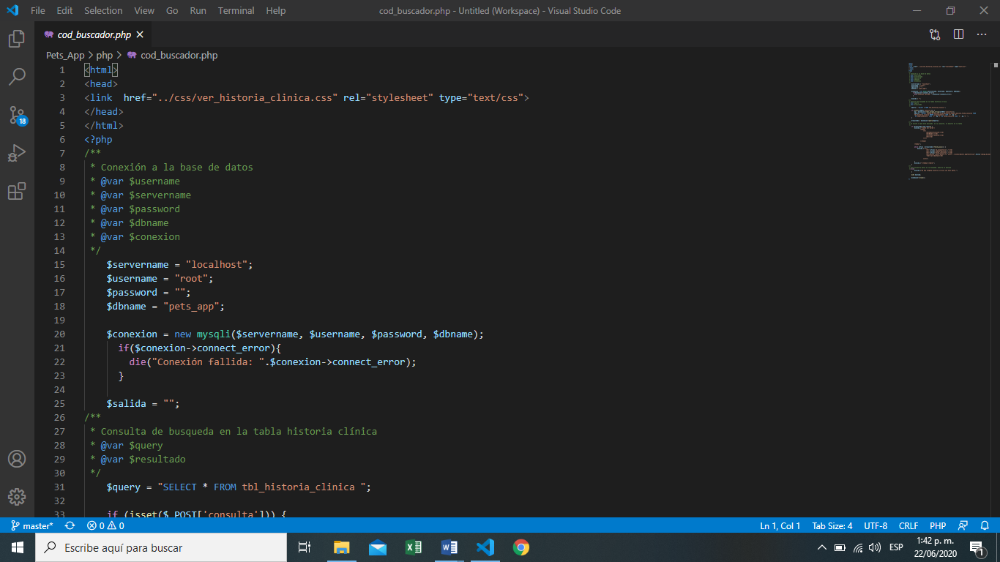 File Edit Selection View Go Run Terminal Help cod_buscador.php - Untitled (Workspace) - Visual Studio Code
cod_buscador.php
Pets_App > php > cod_buscador.php
1 <html>
2 <head>
3 <link  href="../css/ver_historia_clinica.css" rel="stylesheet" type="text/css">
4 </head>
5 </html>
6 <?php
7 /**
8  * Conexión a la base de datos
9  * @var $username
10  * @var $servername
11  * @var $password
12  * @var $dbname
13  * @var $conexion
14  */
15     $servername = "localhost";
16     $username = "root";
17     $password = "";
18     $dbname = "pets_app";
19
20     $conexion = new mysqli($servername, $username, $password, $dbname);
21       if($conexion->connect_error){
22         die("Conexión fallida: ".$conexion->connect_error);
23       }
24
25     $salida = "";
26 /**
27  * Consulta de busqueda en la tabla historia clínica
28  * @var $query
29  * @var $resultado
30  */
31     $query = "SELECT * FROM tbl_historia_clinica ";
32
33     if (isset($_POST['consulta'])) {
18
master* 0 0 Ln 1, Col 1 Tab Size: 4 UTF-8 CRLF PHP
Escribe aquí para buscar
ESP
1:42 p. m.
22/06/2020
1